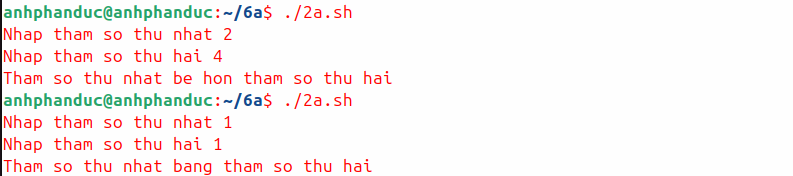 anhphanduc@anhphanduc:~/6a$ ./2a.sh
Nhap tham so thu nhat 2
Nhap tham so thu hai 4
Tham so thu nhat be hon tham so thu hai
anhphanduc@anhphanduc:~/6a$ ./2a.sh
Nhap tham so thu nhat 1
Nhap tham so thu hai 1
Tham so thu nhat bang tham so thu hai